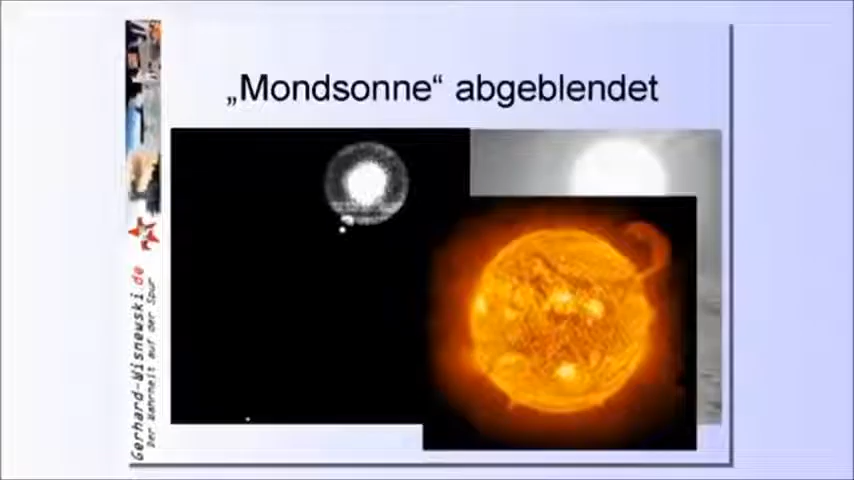 „Mondsonne“ abgeblendet
Gerhard-Wisnewski.de
Der Wahrheit auf der Spur